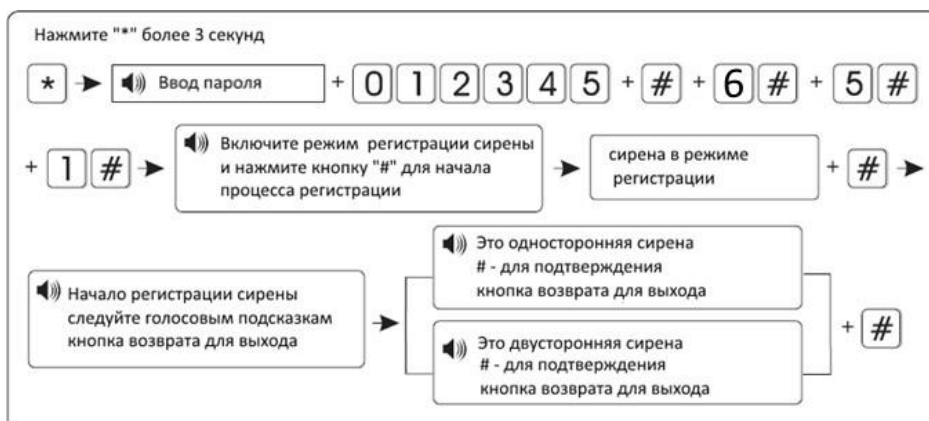 Нажмите "*" более 3 секунд
* Ввод пароля + 0 1 2 3 4 5 + # + 6 # + 5 #
+ 1 #
Включите режим регистрации сирены
и нажмите кнопку "#" для начала
процесса регистрации
сирена в режиме
регистрации
+ #
Начало регистрации сирены
следуйте голосовым подсказкам
кнопка возврата для выхода
Это односторонняя сирена
# - для подтверждения
кнопка возврата для выхода
Это двусторонняя сирена
# - для подтверждения
кнопка возврата для выхода
+ #